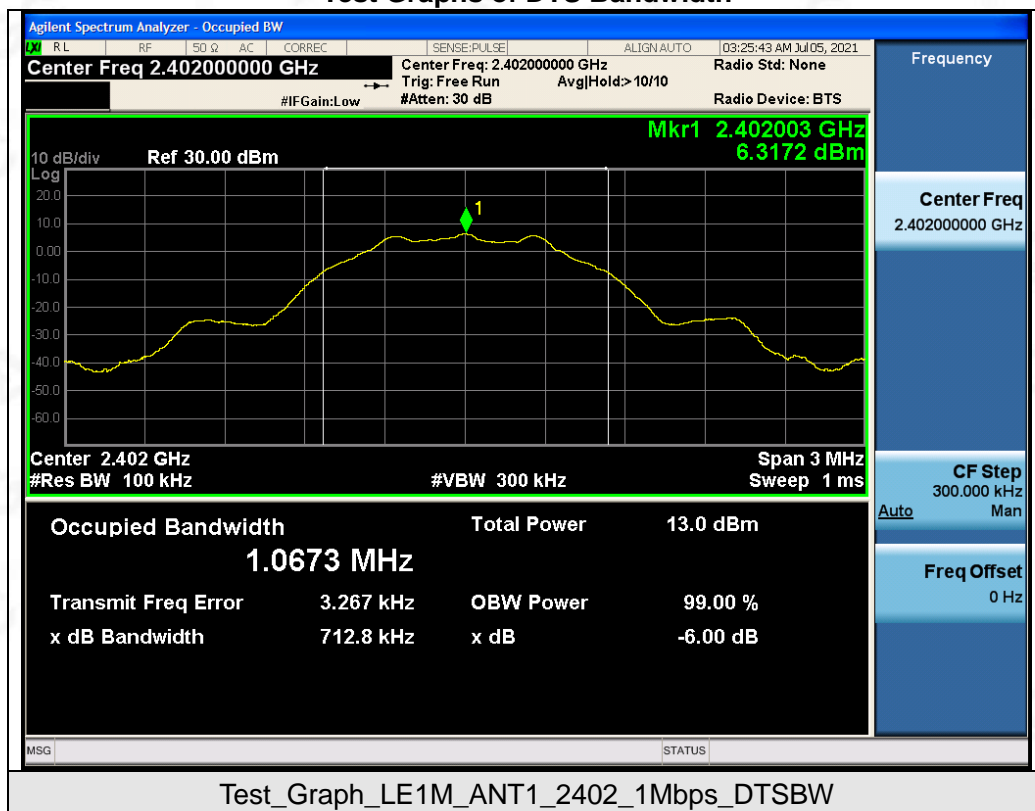 Test Graphs of DTS Bandwidth
Agilent Spectrum Analyzer - Occupied BW
LXI RL RF 50 Ω AC CORREC SENSE:PULSE ALIGN AUTO 03:25:43 AM Jul 05, 2021
Center Freq 2.402000000 GHz
Center Freq: 2.402000000 GHz
Radio Std: None
Trig: Free Run Avg|Hold:>10/10
#IFGain:Low #Atten: 30 dB Radio Device: BTS
Mkr1 2.402003 GHz
6.3172 dBm
10 dB/div Ref 30.00 dBm
Log
20.0
10.0
0.00
-10.0
-20.0
-30.0
-40.0
-50.0
-60.0
1
Center 2.402 GHz Span 3 MHz
#Res BW 100 kHz #VBW 300 kHz Sweep 1 ms
Occupied Bandwidth Total Power 13.0 dBm
1.0673 MHz
Transmit Freq Error 3.267 kHz OBW Power 99.00 %
x dB Bandwidth 712.8 kHz x dB -6.00 dB
Frequency
Center Freq
2.402000000 GHz
CF Step
300.000 kHz
Auto Man
Freq Offset
0 Hz
MSG STATUS
Test_Graph_LE1M_ANT1_2402_1Mbps_DTSBW